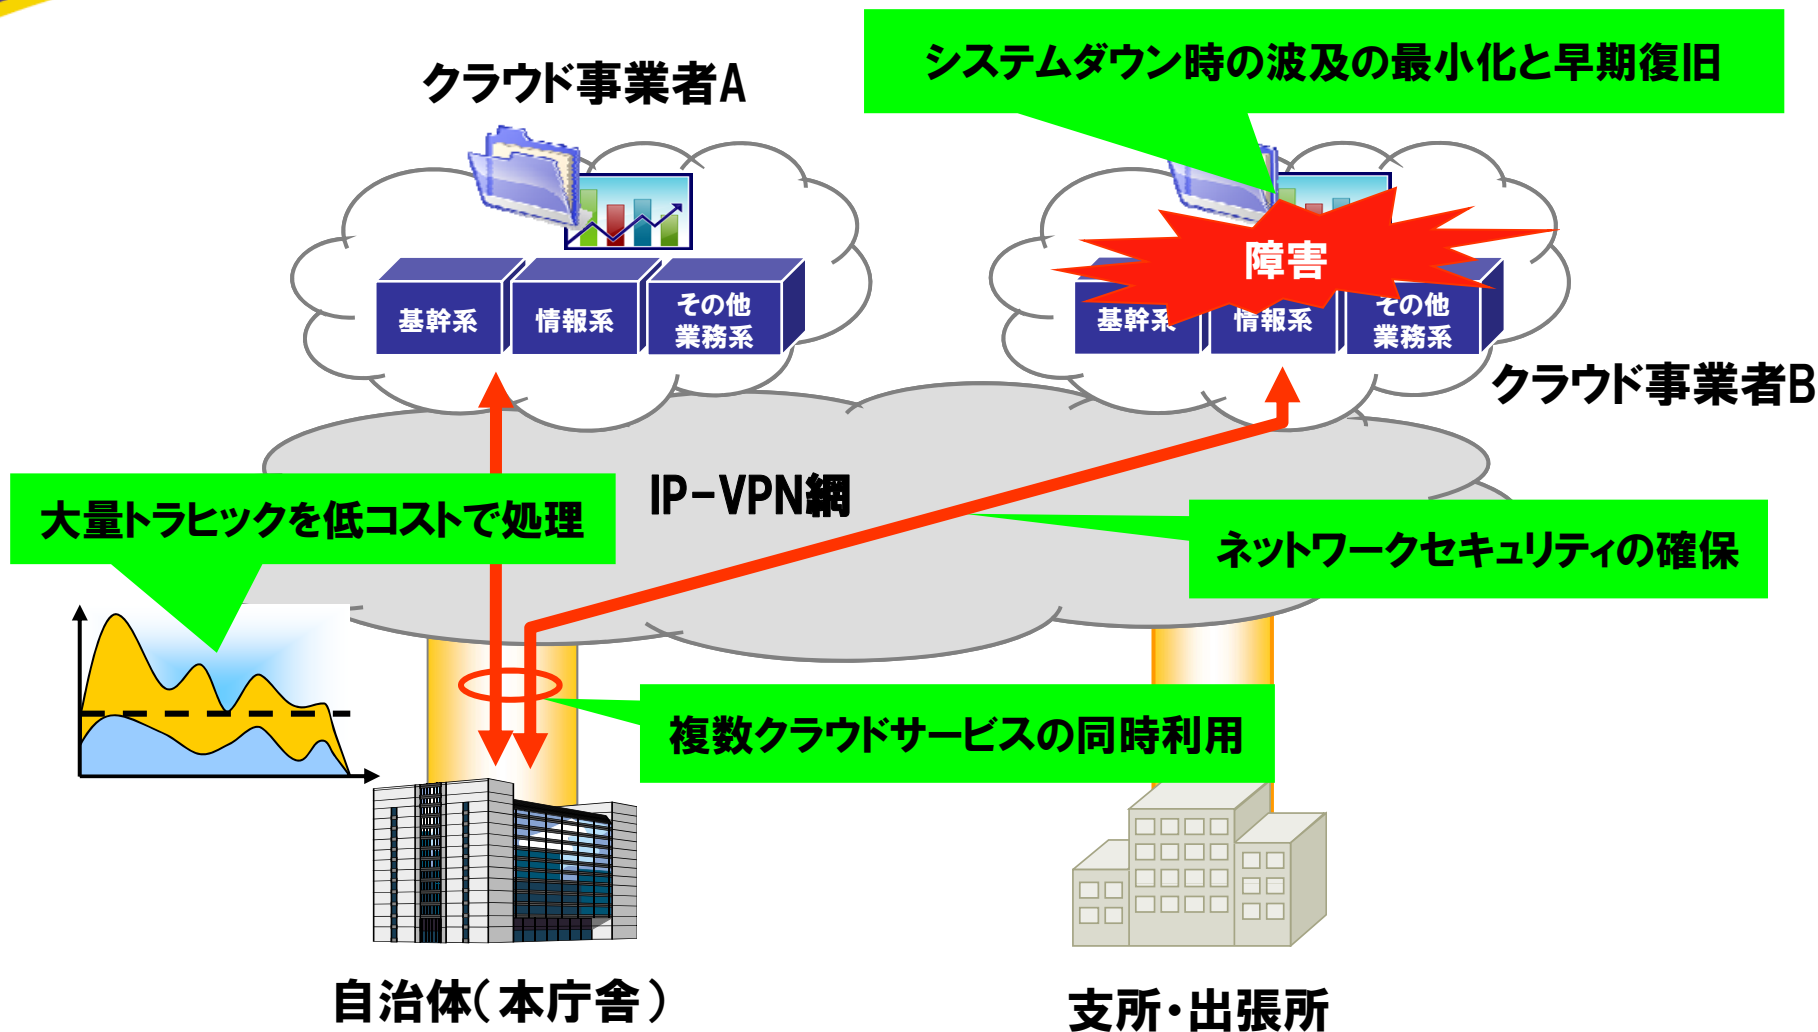 システムダウン時の波及の最小化と早期復旧
クラウド事業者A
障害
基幹系
情報系
その他
業務系
基幹系
情報系
その他
業務系
クラウド事業者B
IP-VPN網
大量トラヒックを低コストで処理
ネットワークセキュリティの確保
複数クラウドサービスの同時利用
自治体(本庁舎)
支所・出張所